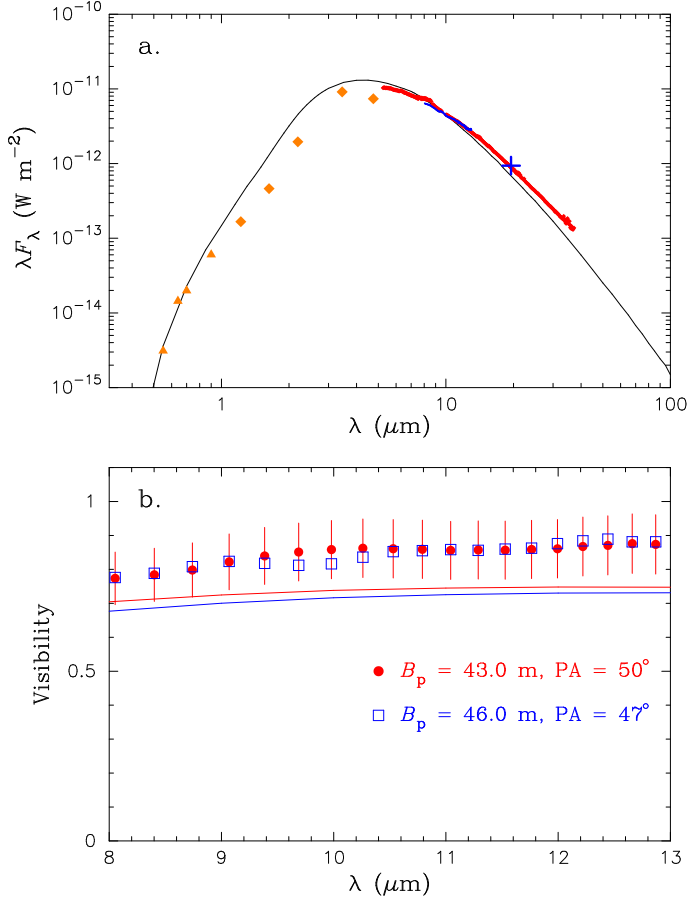 a.
λF_λ (W m⁻²)
10⁻¹⁰
10⁻¹¹
10⁻¹²
10⁻¹³
10⁻¹⁴
10⁻¹⁵
1 10 100
λ (μm)
b.
Visibility
1
0.5
0
B_p = 43.0 m, PA = 50°
B_p = 46.0 m, PA = 47°
8 9 10 11 12 13
λ (μm)